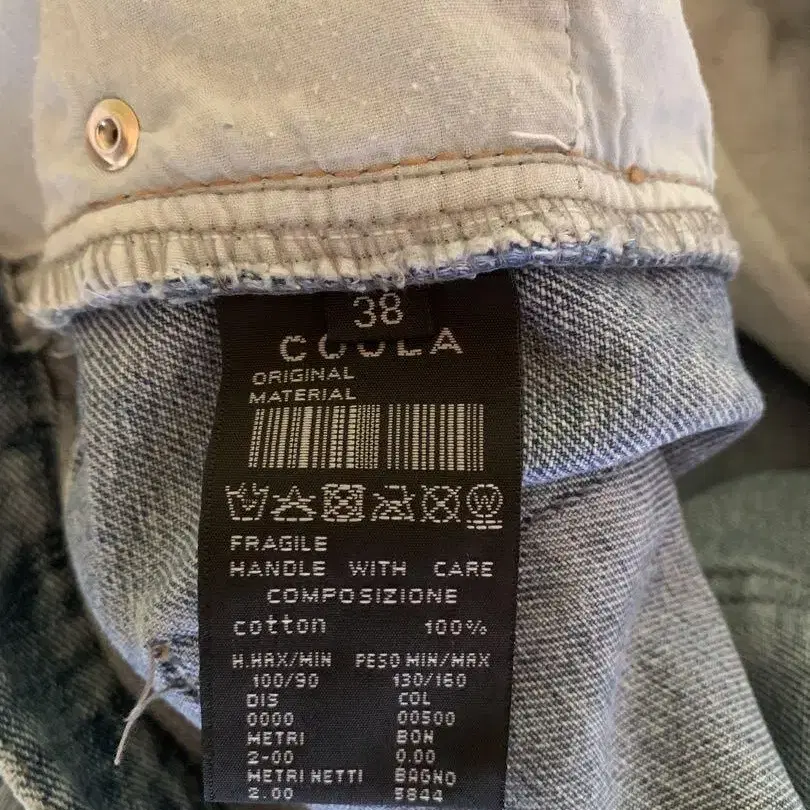 38
COOLA
ORIGINAL
MATERIAL
FRAGILE
HANDLE WITH CARE
COMPOSIZIONE
cotton 100%
H.MAX/MIN PESO MIN/MAX
100/90 130/160
DIS COL
0000 00500
METRI BON
2-00 0.00
METRI NETTI BAGNO
2.00 5844